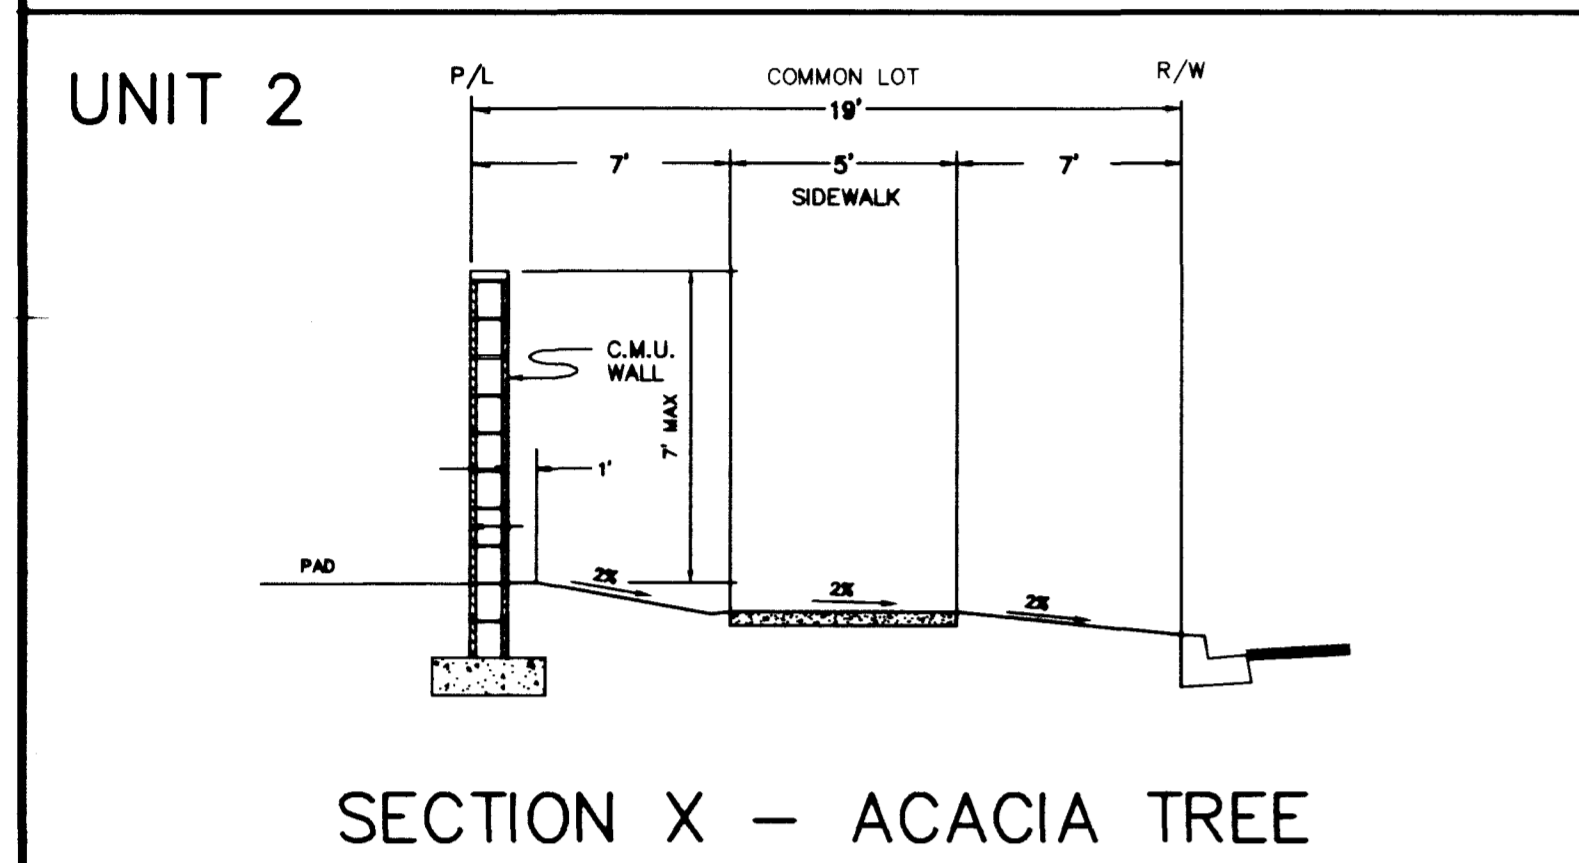 UNIT 2
P/L
COMMON LOT
R/W
19'
7'
5'
7'
SIDEWALK
C.M.U.
WALL
7' MAX
1'
PAD
2%
2%
2%
SECTION X – ACACIA TREE